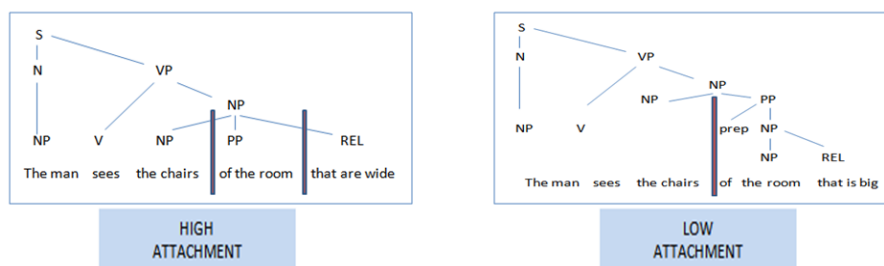 S
N VP
NP
NP V NP PP REL
The man sees the chairs of the room that are wide
HIGH
ATTACHMENT
S
N VP
NP
NP PP
NP V prep NP
NP REL
The man sees the chairs of the room that is big
LOW
ATTACHMENT